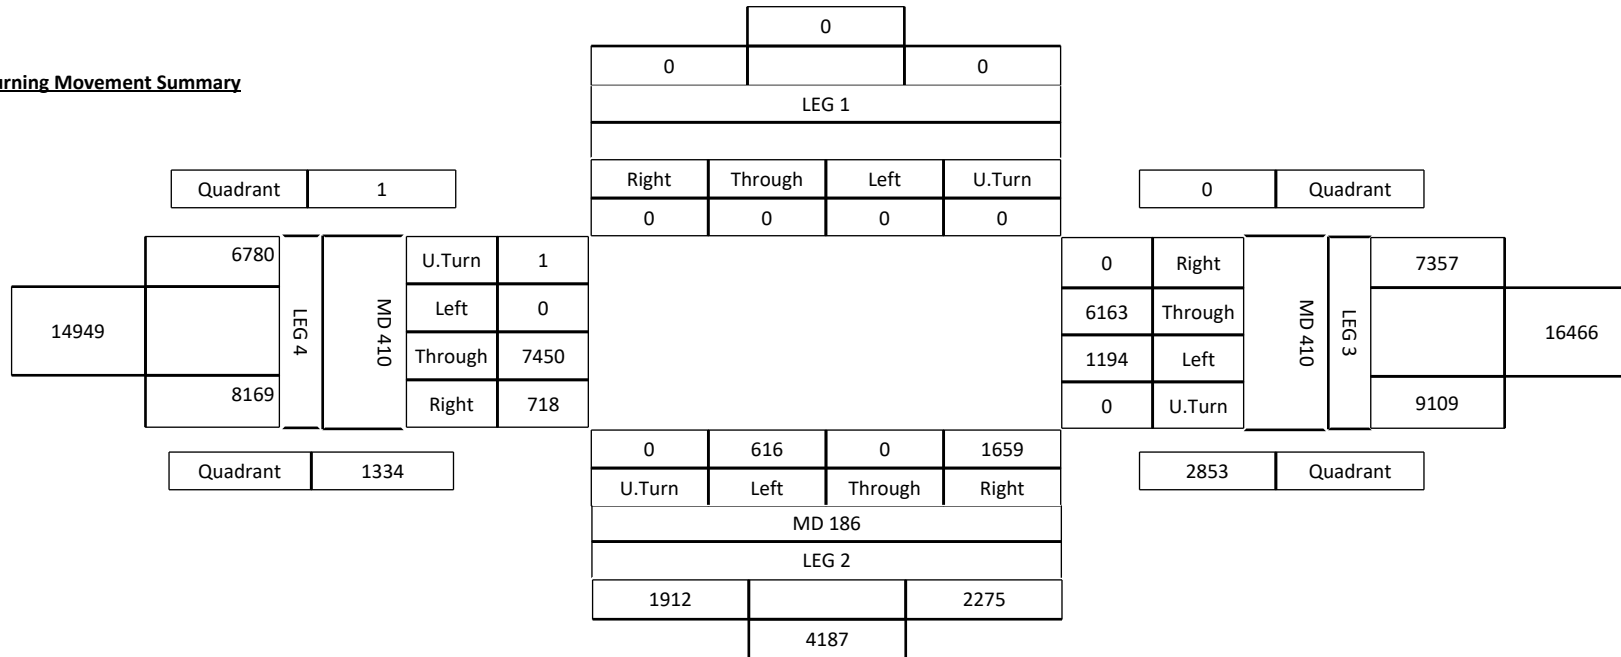 0
0 0
urning Movement Summary
LEG 1
Right Through Left U.Turn
Quadrant 1
0 Quadrant
0 0 0 0
6780 U.Turn 1
0 Right 7357
14949 LEG 4 MD 410 Left 0
6163 Through MD 410 LEG 3 16466
Through 7450
1194 Left
8169 Right 718
0 U.Turn 9109
0 616 0 1659
Quadrant 1334
2853 Quadrant
U.Turn Left Through Right
MD 186
LEG 2
1912 2275
4187